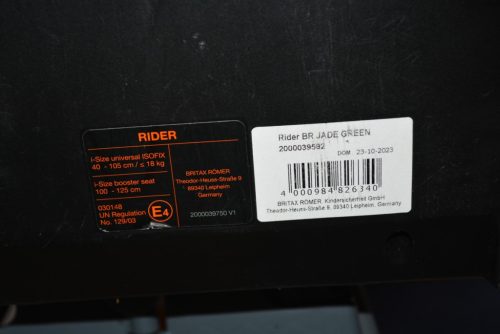 RIDER
i-Size universal ISOFIX
40 - 105 cm / ≤ 18 kg
i-Size booster seat
100 - 125 cm
030148
UN Regulation
No. 129/03
E4
BRITAX RÖMER
Theodor-Heuss-Straße 9
89340 Leipheim
Germany
2000039750 V1
Rider BR JADE GREEN
2000039592
DOM. 23-10-2023
4 000984 826340
BRITAX RÖMER Kindersicherheit GmbH
Theodor-Heuss-Straße 9, 89340 Leipheim, Germany